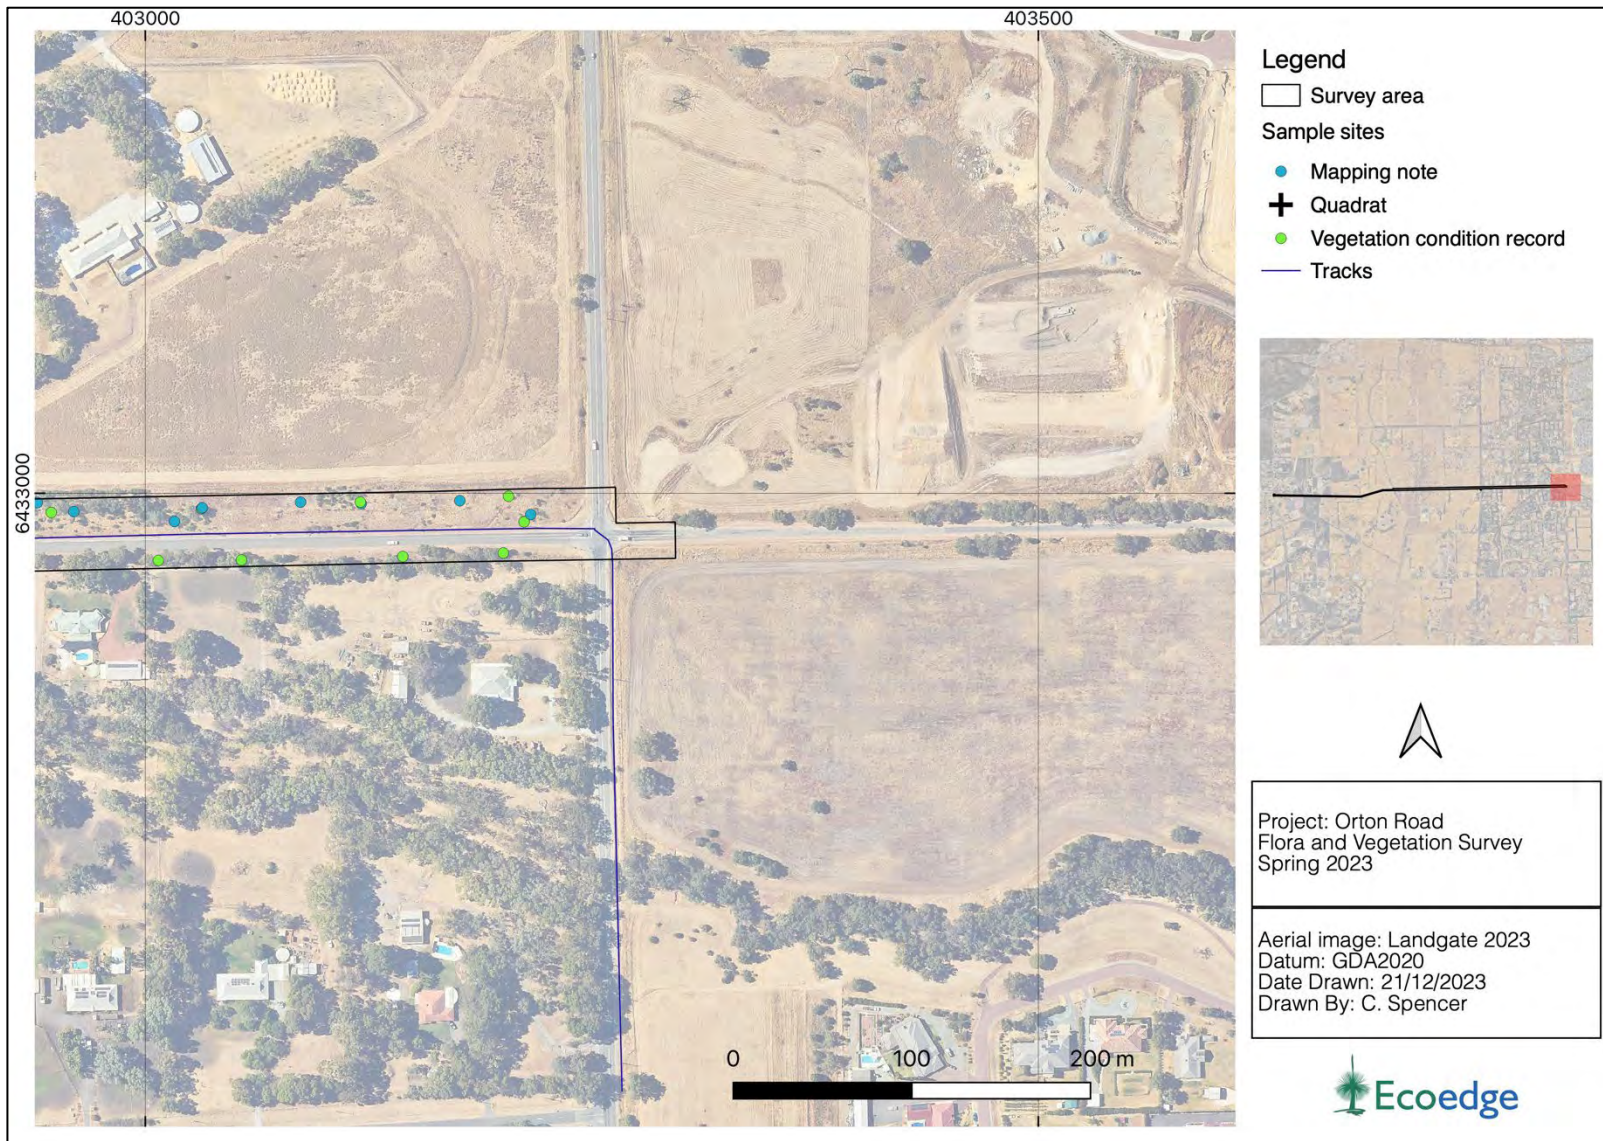 403000
403500
6433000
Legend
Survey area
Sample sites
Mapping note
Quadrat
Vegetation condition record
Tracks
Project: Orton Road
Flora and Vegetation Survey
Spring 2023
Aerial image: Landgate 2023
Datum: GDA2020
Date Drawn: 21/12/2023
Drawn By: C. Spencer
0 100 200 m
Ecoedge